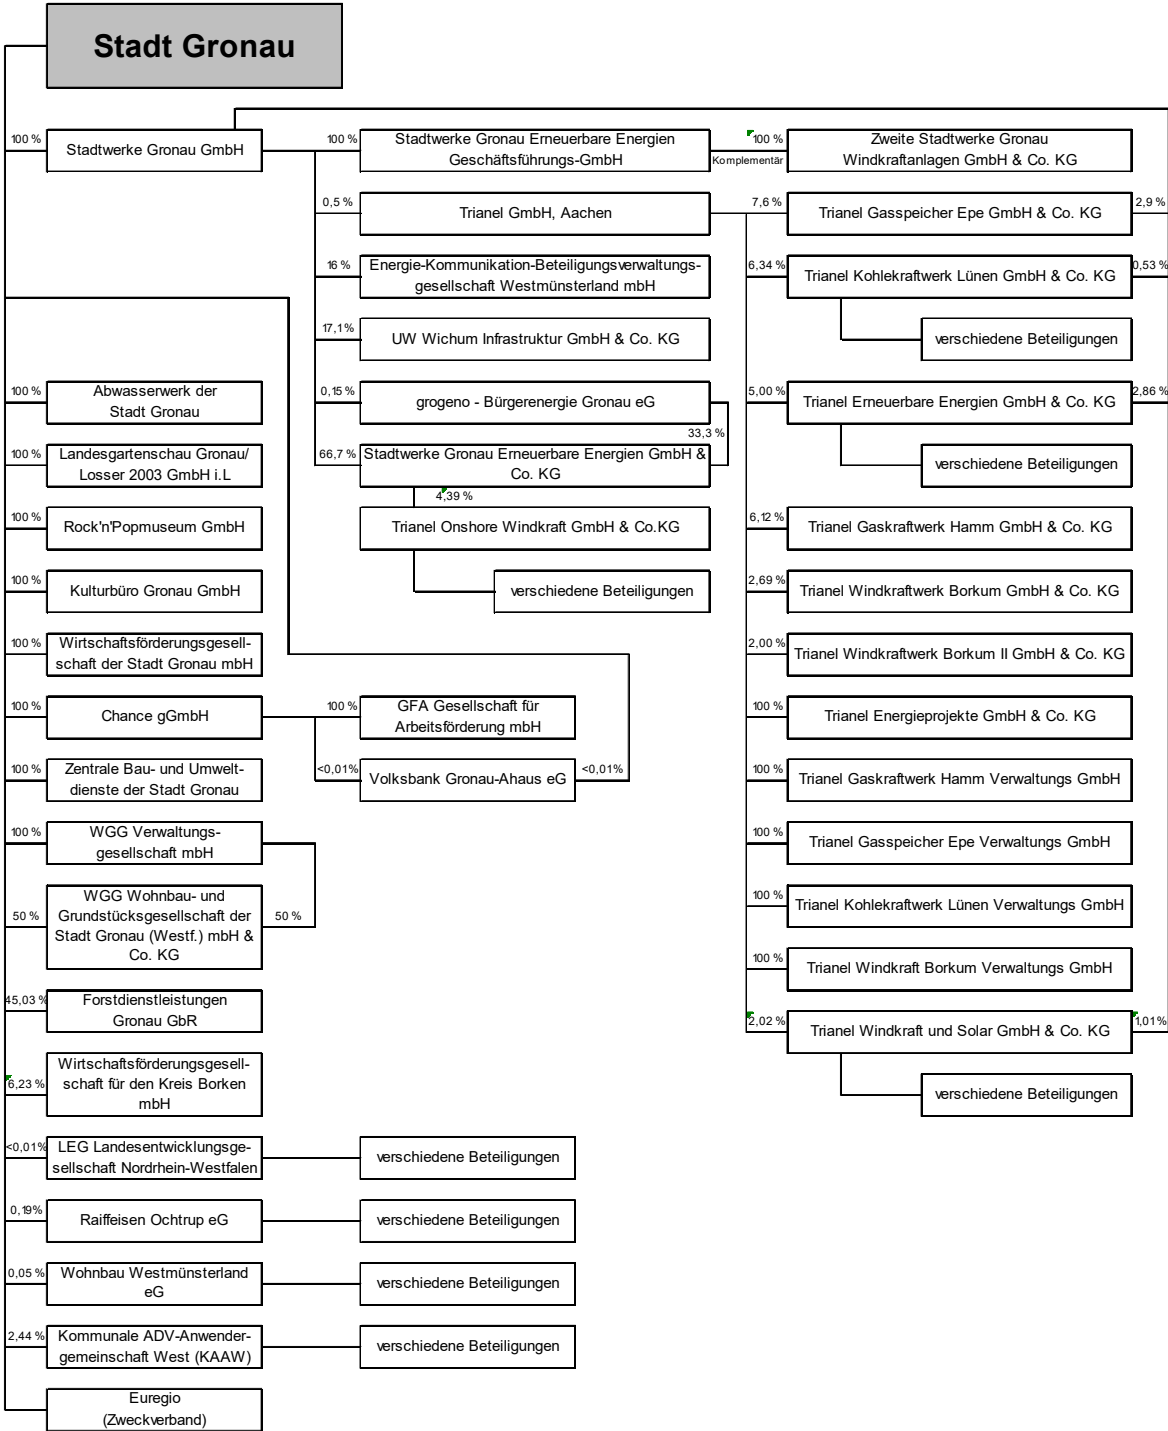 Stadt Gronau
100 %
Stadtwerke Gronau GmbH
100 %
Stadtwerke Gronau Erneuerbare Energien
Geschäftsführungs-GmbH
100 %
Komplementär
Zweite Stadtwerke Gronau
Windkraftanlagen GmbH & Co. KG
0,5 %
Trianel GmbH, Aachen
7,6 %
Trianel Gasspeicher Epe GmbH & Co. KG
2,9 %
16 %
Energie-Kommunikation-Beteiligungsverwaltungs-
gesellschaft Westmünsterland mbH
6,34 %
Trianel Kohlekraftwerk Lünen GmbH & Co. KG
0,53 %
17,1 %
UW Wichum Infrastruktur GmbH & Co. KG
verschiedene Beteiligungen
100 %
Abwasserwerk der
Stadt Gronau
0,15 %
grogeno - Bürgerenergie Gronau eG
33,3 %
5,00 %
Trianel Erneuerbare Energien GmbH & Co. KG
2,86 %
100 %
Landesgartenschau Gronau/
Losser 2003 GmbH i.L
66,7 %
Stadtwerke Gronau Erneuerbare Energien GmbH &
Co. KG
verschiedene Beteiligungen
4,39 %
100 %
Rock'n'Popmuseum GmbH
Trianel Onshore Windkraft GmbH & Co.KG
6,12 %
Trianel Gaskraftwerk Hamm GmbH & Co. KG
100 %
Kulturbüro Gronau GmbH
verschiedene Beteiligungen
2,69 %
Trianel Windkraftwerk Borkum GmbH & Co. KG
100 %
Wirtschaftsförderungsgesell-
schaft der Stadt Gronau mbH
2,00 %
Trianel Windkraftwerk Borkum II GmbH & Co. KG
100 %
Chance gGmbH
100 %
GFA Gesellschaft für
Arbeitsförderung mbH
100 %
Trianel Energieprojekte GmbH & Co. KG
100 %
Zentrale Bau- und Umwelt-
dienste der Stadt Gronau
<0,01%
Volksbank Gronau-Ahaus eG
<0,01%
100 %
Trianel Gaskraftwerk Hamm Verwaltungs GmbH
100 %
WGG Verwaltungs-
gesellschaft mbH
100 %
Trianel Gasspeicher Epe Verwaltungs GmbH
50 %
WGG Wohnbau- und
Grundstücksgesellschaft der
Stadt Gronau (Westf.) mbH &
Co. KG
50 %
100 %
Trianel Kohlekraftwerk Lünen Verwaltungs GmbH
100 %
Trianel Windkraft Borkum Verwaltungs GmbH
45,03 %
Forstdienstleistungen
Gronau GbR
2,02 %
Trianel Windkraft und Solar GmbH & Co. KG
1,01%
6,23 %
Wirtschaftsförderungsgesell-
schaft für den Kreis Borken
mbH
verschiedene Beteiligungen
<0,01%
LEG Landesentwicklungsge-
sellschaft Nordrhein-Westfalen
verschiedene Beteiligungen
0,19%
Raiffeisen Ochtrup eG
verschiedene Beteiligungen
0,05 %
Wohnbau Westmünsterland
eG
verschiedene Beteiligungen
2,44 %
Kommunale ADV-Anwender-
gemeinschaft West (KAAW)
verschiedene Beteiligungen
Euregio
(Zweckverband)